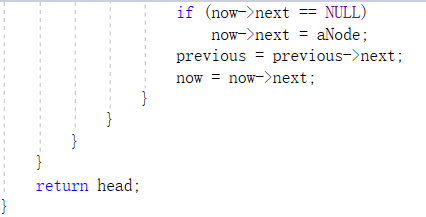 if (now->next == NULL)
now->next = aNode;
previous = previous->next;
now = now->next;
}
}
}
}
return head;
}